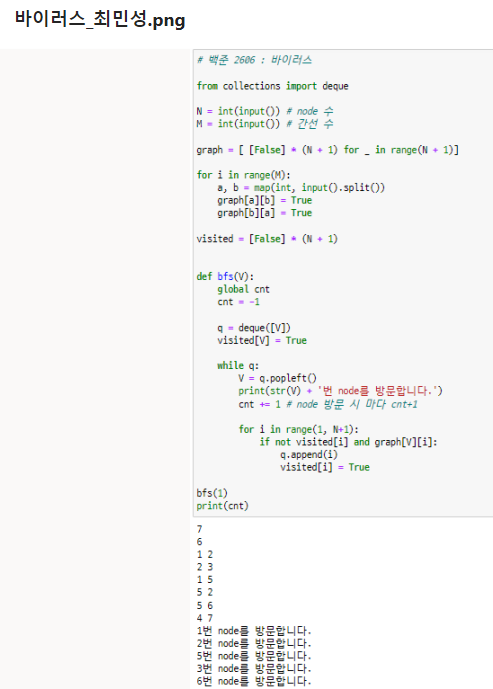 바이러스_최민성.png
# 백준 2606 : 바이러스
from collections import deque
N = int(input()) # node 수
M = int(input()) # 간선 수
graph = [ [False] * (N + 1) for _ in range(N + 1)]
for i in range(M):
    a, b = map(int, input().split())
    graph[a][b] = True
    graph[b][a] = True
visited = [False] * (N + 1)
def bfs(V):
    global cnt
    cnt = -1
    q = deque([V])
    visited[V] = True
    while q:
        V = q.popleft()
        print(str(V) + '번 node를 방문합니다.')
        cnt += 1 # node 방문 시 마다 cnt+1
        for i in range(1, N+1):
            if not visited[i] and graph[V][i]:
                q.append(i)
                visited[i] = True
bfs(1)
print(cnt)
7
6
1 2
2 3
1 5
5 2
5 6
4 7
1번 node를 방문합니다.
2번 node를 방문합니다.
5번 node를 방문합니다.
3번 node를 방문합니다.
6번 node를 방문합니다.